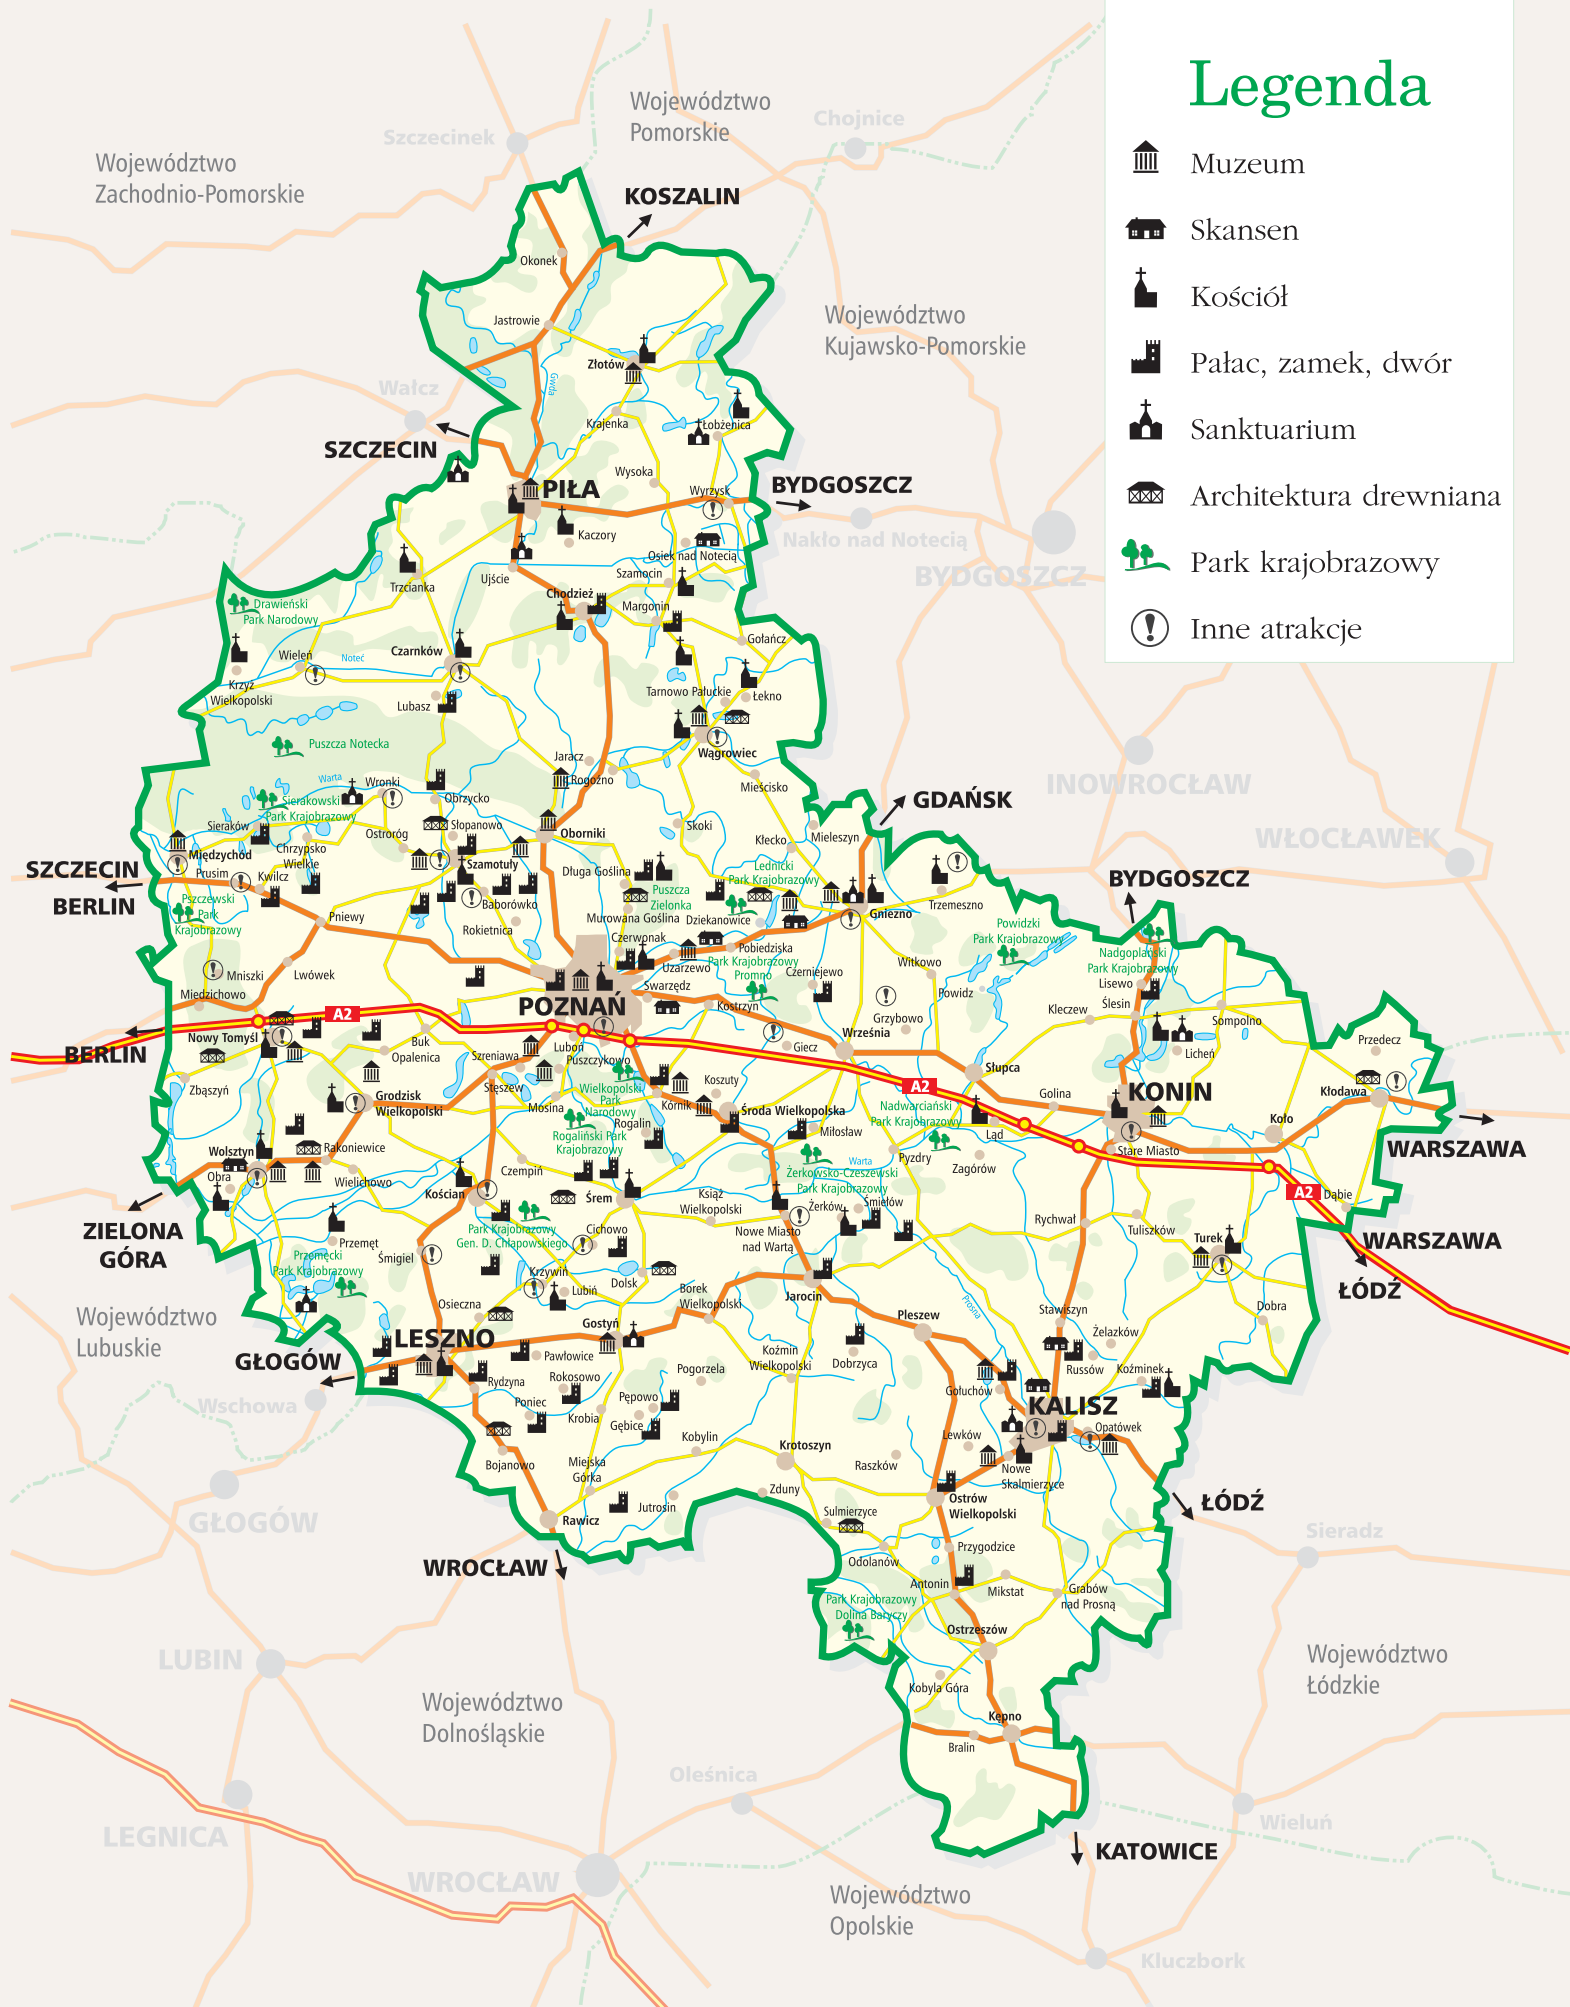 Legenda
Muzeum
Skansen
Kościół
Pałac, zamek, dwór
Sanktuarium
Architektura drewniana
Park krajobrazowy
Inne atrakcje
Województwo
Pomorskie
Chojnice
Szczecinek
Województwo
Zachodnio-Pomorskie
KOSZALIN
Okonek
Województwo
Kujawsko-Pomorskie
Jastrowie
Złotów
Gwda
Wałcz
Krajenka
Łobżenica
SZCZECIN
Wysoka
PIŁA
Wyrzysk
BYDGOSZCZ
Nakło nad Notecią
BYDGOSZCZ
Kaczory
Osiek nad Notecią
Ujście
Szamocin
Trzcianka
Chodzież
Margonin
Drawieński
Park Narodowy
Gołańcz
Czarnków
Wieleń
Noteć
Krzyż
Wielkopolski
Tarnowo Pałuckie
Łekno
Lubasz
Puszcza Notecka
Wągrowiec
Jaracz
Rogoźno
Mieścisko
INOWROCŁAW
Warta
Wronki
Obrzycko
Sierakowski
Park Krajobrazowy
GDAŃSK
Sieraków
Ostroróg
Słopanowo
Oborniki
Skoki
Kłecko
Mieleszyn
WŁOCŁAWEK
Międzychód
Chrzypsko
Wielkie
Szamotuły
Długa Goślina
Lednicki
Park Krajobrazowy
SZCZECIN
BERLIN
Prusim
Kwilcz
Puszcza
Zielonka
BYDGOSZCZ
Pszczewski
Park
Krajobrazowy
Baborówko
Trzemeszno
Pniewy
Rokietnica
Murowana Goślina
Dziekanowice
Gniezno
Powidzki
Park Krajobrazowy
Czerwonak
Pobiedziska
Nadgoplański
Park Krajobrazowy
Mniszki
Lwówek
Uzarzewo
Park Krajobrazowy
Promno
Czerniejewo
Witkowo
Lisewo
Miedzichowo
Swarzędz
Powidz
Ślesin
POZNAŃ
Kostrzyn
Kleczew
Sompolno
A2
Grzybowo
Września
BERLIN
Nowy Tomyśl
Buk
Opalenica
Luboń
Szreniawa
Puszczykowo
Giecz
Licheń
Przedecz
Zbąszyń
Stęszew
Wielkopolski
Park
Narodowy
Koszuty
Słupca
A2
Golina
KONIN
Kłodawa
Grodzisk
Wielkopolski
Mosina
Kórnik
Środa Wielkopolska
Nadwarciański
Park Krajobrazowy
Rogaliński Park
Krajobrazowy
Rogalin
Miłosław
Ląd
Koło
Rakoniewice
Stare Miasto
WARSZAWA
Wolsztyn
Obra
Wielichowo
Czempiń
Warta
Pyzdry
Zagórów
Żerkowsko-Czeszewski
Park Krajobrazowy
A2
Dąbie
Kościan
Śrem
Książ
Wielkopolski
Żerków
Śmiełów
Rychwał
Tuliszków
ZIELONA
GÓRA
Przemęt
Park Krajobrazowy
Gen. D. Chłapowskiego
Cichowo
Nowe Miasto
nad Wartą
Turek
WARSZAWA
Przemęcki
Park Krajobrazowy
Śmigiel
Krzywiń
Lubiń
Dolsk
ŁÓDŹ
Województwo
Lubuskie
Osieczna
Borek
Wielkopolski
Jarocin
Prosna
Stawiszyn
Dobra
LESZNO
Gostyń
Pleszew
Żelazków
GŁOGÓW
Pawłowice
Koźmin
Wielkopolski
Dobrzyca
Russów
Koźminek
Wschowa
Rydzyna
Rokosowo
Pogorzela
Gołuchów
Poniec
Pępowo
KALISZ
Krobia
Gębice
Opatówek
Kobylin
Krotoszyn
Lewków
Bojanowo
Miejska
Górka
Raszków
Nowe
Skalmierzyce
Zduny
Jutrosin
Ostrów
Wielkopolski
GŁOGÓW
Rawicz
Sulmierzyce
ŁÓDŹ
Sieradz
WROCŁAW
Odolanów
Przygodzice
Antonin
Mikstat
Grabów
nad Prosną
Park Krajobrazowy
Dolina Baryczy
Ostrzeszów
LUBIN
Kobyla Góra
Województwo
Łódzkie
Województwo
Dolnośląskie
Kępno
Bralin
Oleśnica
LEGNICA
Wieluń
KATOWICE
WROCŁAW
Województwo
Opolskie
Kluczbork